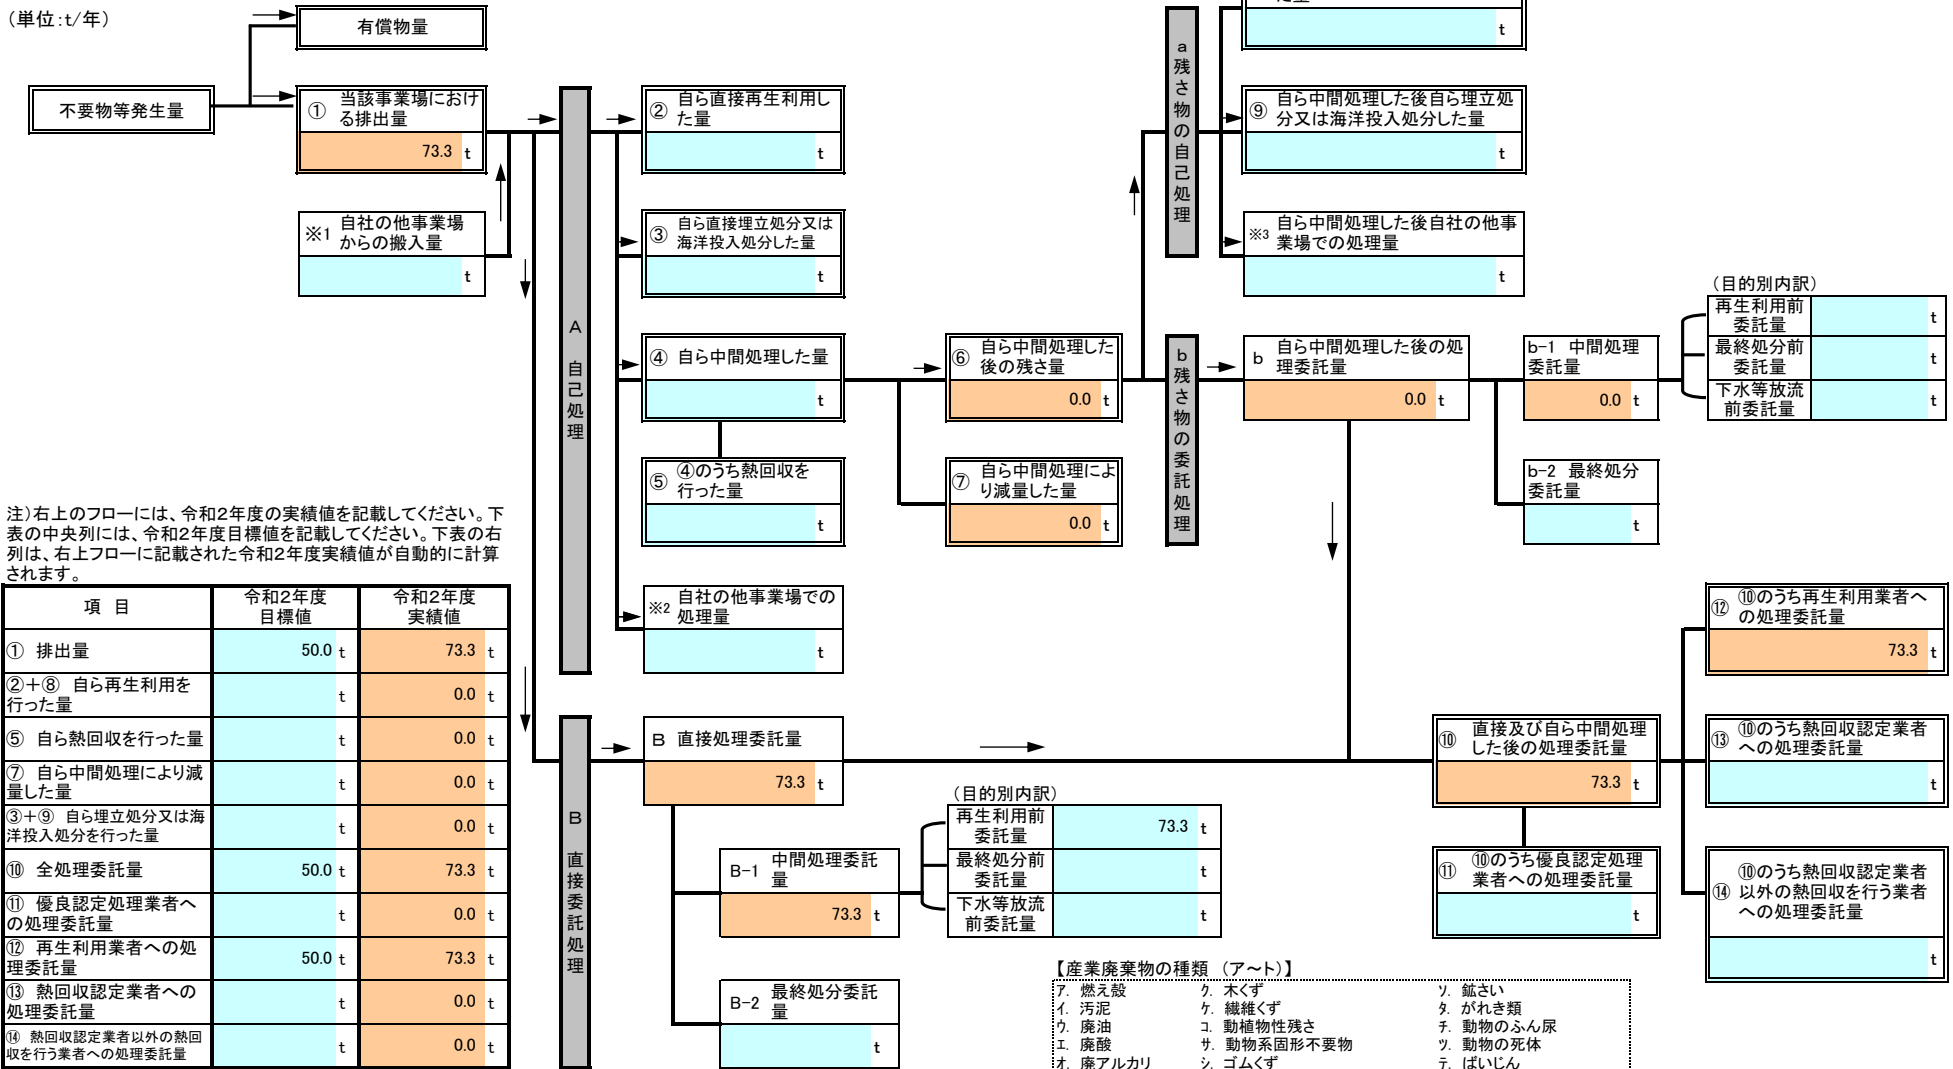 （単位：t/年）
有償物量
不要物等発生量
① 当該事業場におけ
る排出量
73.3 t
※1 自社の他事業場
からの搬入量
t
A 自己処理
② 自ら直接再生利用し
た量
t
③ 自ら直接埋立処分又は
海洋投入処分した量
t
④ 自ら中間処理した量
t
⑤ ④のうち熱回収を
行った量
t
※2 自社の他事業場での
処理量
t
⑥ 自ら中間処理した
後の残さ量
0.0 t
⑦ 自ら中間処理によ
り減量した量
0.0 t
a 残さ物の自己処理
t
⑨ 自ら中間処理した後自ら埋立処
分又は海洋投入処分した量
t
※3 自ら中間処理した後自社の他事
業場での処理量
t
b 残さ物の委託処理
b 自ら中間処理した後の処
理委託量
0.0 t
b-1 中間処理
委託量
0.0 t
b-2 最終処分
委託量
t
（目的別内訳）
再生利用前
委託量
t
最終処分前
委託量
t
下水等放流
前委託量
t
注）右上のフローには、令和2年度の実績値を記載してください。下
表の中央列には、令和2年度目標値を記載してください。下表の右
列は、右上フローに記載された令和2年度実績値が自動的に計算
されます。
項 目
令和2年度
目標値
令和2年度
実績値
① 排出量 50.0 t 73.3 t
②＋⑧ 自ら再生利用を
行った量
t 0.0 t
⑤ 自ら熱回収を行った量 t 0.0 t
⑦ 自ら中間処理により減
量した量
t 0.0 t
③＋⑨ 自ら埋立処分又は海
洋投入処分を行った量
t 0.0 t
⑩ 全処理委託量 50.0 t 73.3 t
⑪ 優良認定処理業者へ
の処理委託量
t 0.0 t
⑫ 再生利用業者への処
理委託量
50.0 t 73.3 t
⑬ 熱回収認定業者への
処理委託量
t 0.0 t
⑭ 熱回収認定業者以外の熱回
収を行う業者への処理委託量
t 0.0 t
B 直接委託処理
B 直接処理委託量
73.3 t
B-1 中間処理委託
量
73.3 t
B-2 最終処分委託
量
t
（目的別内訳）
再生利用前
委託量
73.3 t
最終処分前
委託量
t
下水等放流
前委託量
t
⑩ 直接及び自ら中間処理
した後の処理委託量
73.3 t
⑪ ⑩のうち優良認定処理
業者への処理委託量
t
⑫ ⑩のうち再生利用業者へ
の処理委託量
73.3 t
⑬ ⑩のうち熱回収認定業者
への処理委託量
t
⑭ ⑩のうち熱回収認定業者
以外の熱回収を行う業者
への処理委託量
t
【産業廃棄物の種類 （ア～ト）】
ア. 燃え殻 ク. 木くず ソ. 鉱さい
イ. 汚泥 ケ. 繊維くず タ. がれき類
ウ. 廃油 コ. 動植物性残さ チ. 動物のふん尿
エ. 廃酸 サ. 動物系固形不要物 ツ. 動物の死体
オ. 廃アルカリ シ. ゴムくず テ. ばいじん